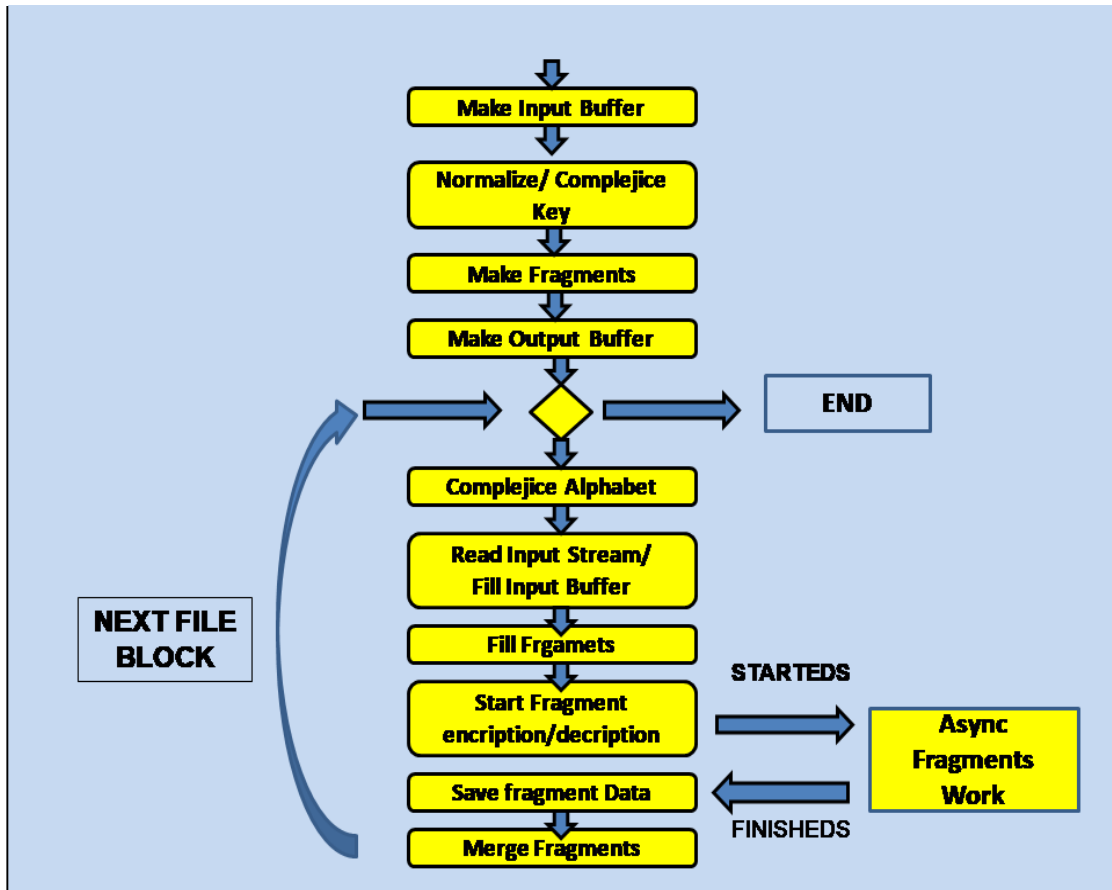 Make Input Buffer
Normalize/ Complejice
Key
Make Fragments
Make Output Buffer
END
Complejice Alphabet
Read Input Stream/
Fill Input Buffer
NEXT FILE
BLOCK
Fill Frgamets
STARTEDS
Start Fragment
encription/decription
Async
Fragments
Work
Save fragment Data
FINISHEDS
Merge Fragments